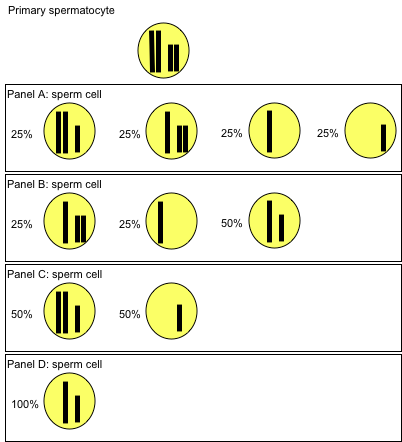 Primary spermatocyte
Panel A: sperm cell
25% 25% 25% 25%
Panel B: sperm cell
25% 25% 50%
Panel C: sperm cell
50% 50%
Panel D: sperm cell
100%